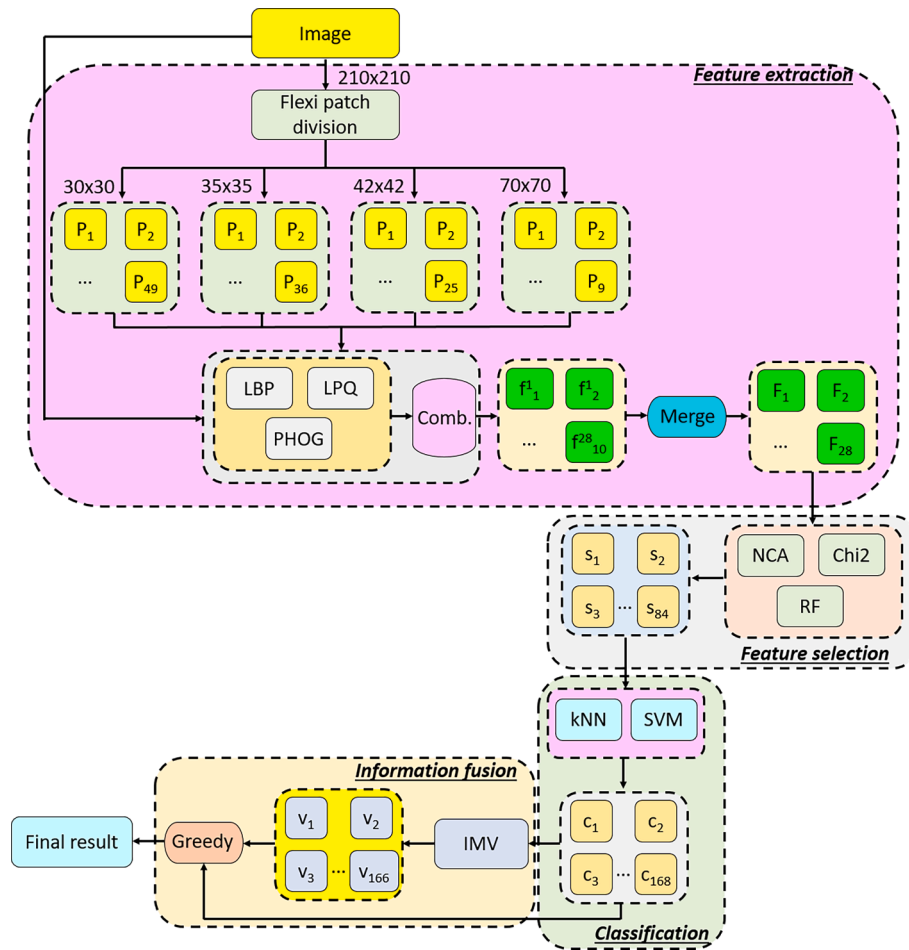 Image
210x210
Feature extraction
Flexi patch
division
30x30
35x35
42x42
70x70
P₁ P₂
... P₄₉
P₁ P₂
... P₃₆
P₁ P₂
... P₂₅
P₁ P₂
... P₉
LBP LPQ
PHOG
Comb.
f¹₁ f¹₂
... f²⁸₁₀
Merge
F₁ F₂
... F₂₈
NCA Chi2
RF
s₁ s₂
s₃ ... s₈₄
Feature selection
kNN SVM
Information fusion
c₁ c₂
c₃ ... c₁₆₈
IMV
v₁ v₂
v₃ ... v₁₆₆
Greedy
Final result
Classification